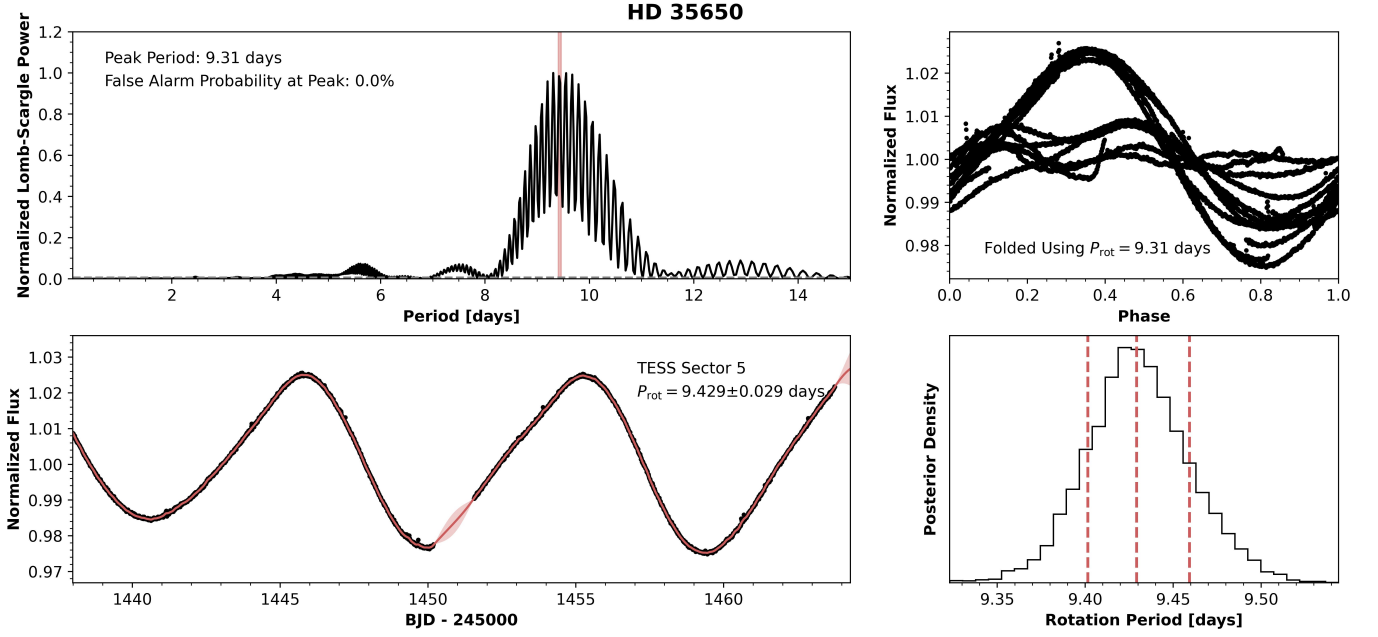 HD 35650
Normalized Lomb-Scargle Power
1.2
1.0
0.8
0.6
0.4
0.2
0.0
Peak Period: 9.31 days
False Alarm Probability at Peak: 0.0%
2 4 6 8 10 12 14
Period [days]
Normalized Flux
1.02
1.01
1.00
0.99
0.98
Folded Using Prot = 9.31 days
0.0 0.2 0.4 0.6 0.8 1.0
Phase
Normalized Flux
1.03
1.02
1.01
1.00
0.99
0.98
0.97
TESS Sector 5
Prot = 9.429±0.029 days
1440 1445 1450 1455 1460
BJD - 245000
Posterior Density
9.35 9.40 9.45 9.50
Rotation Period [days]